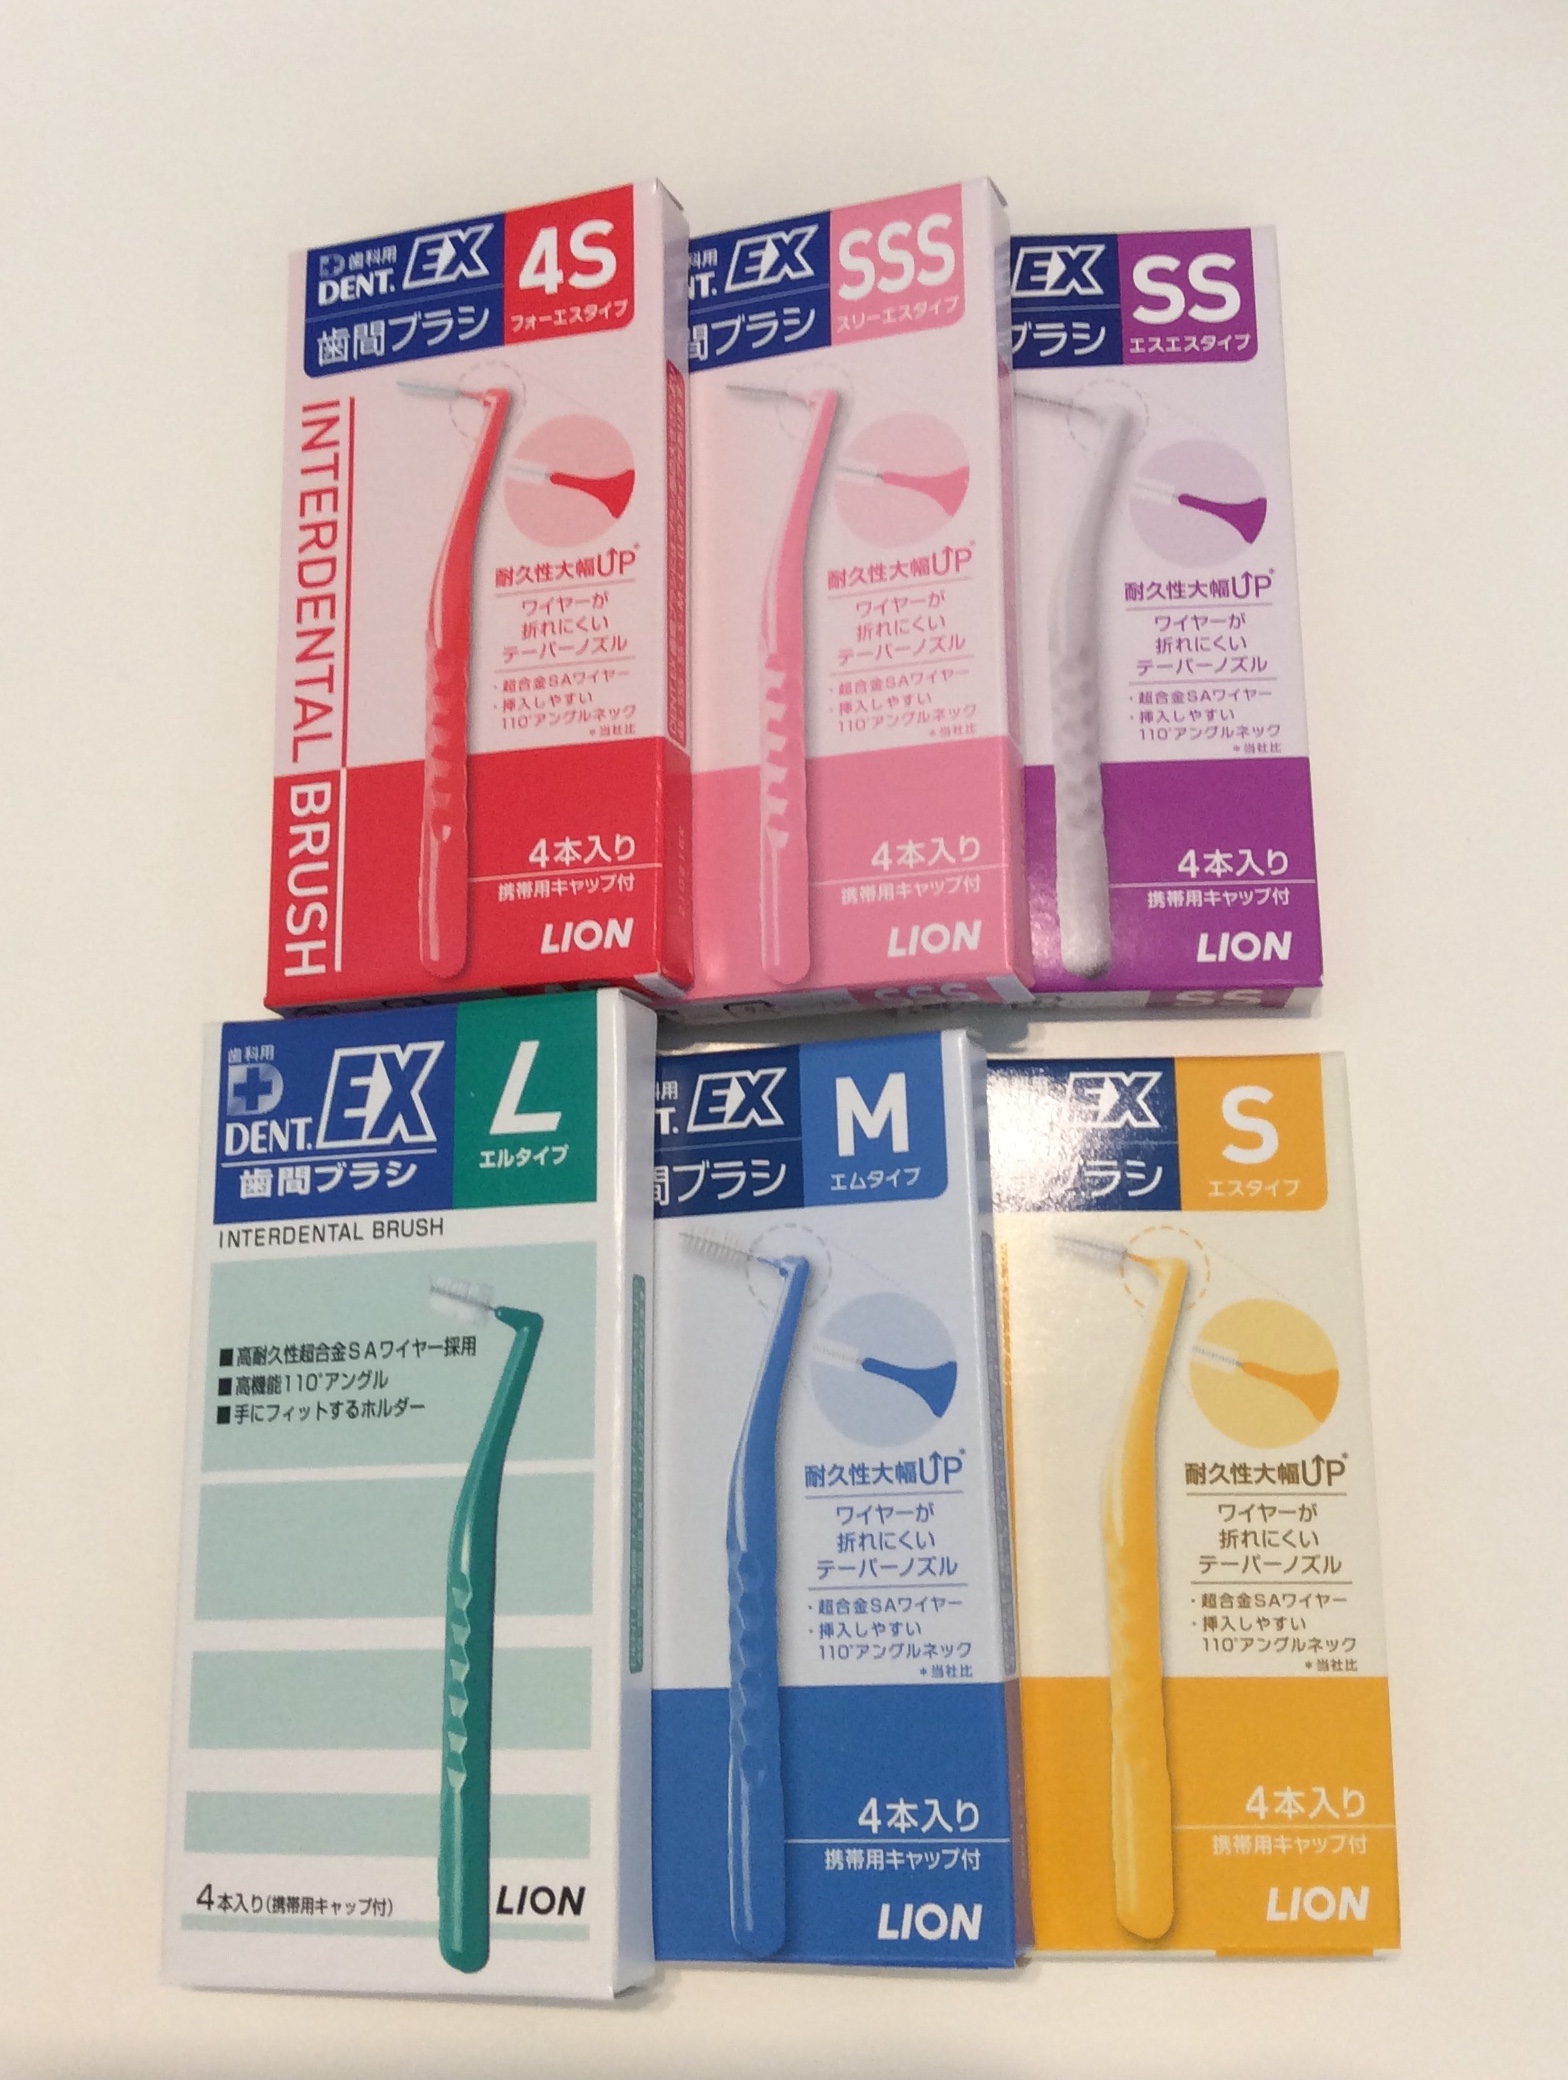 歯科用
DENT. EX
歯間ブラシ
4S
フォーエスタイプ
INTERDENTAL BRUSH
耐久性大幅UP*
ワイヤーが
折れにくい
テーパーノズル
・超合金SAワイヤー
・挿入しやすい
110°アングルネック
*当社比
4本入り
携帯用キャップ付
LION
科用
T. EX
間ブラシ
SSS
スリーエスタイプ
耐久性大幅UP*
ワイヤーが
折れにくい
テーパーノズル
・超合金SAワイヤー
・挿入しやすい
110°アングルネック
*当社比
4本入り
携帯用キャップ付
LION
SSS
EX
ブラシ
SS
エスエスタイプ
耐久性大幅UP*
ワイヤーが
折れにくい
テーパーノズル
・超合金SAワイヤー
・挿入しやすい
110°アングルネック
*当社比
4本入り
携帯用キャップ付
LION
SS
歯科用
DENT. EX
歯間ブラシ
L
エルタイプ
INTERDENTAL BRUSH
■高耐久性超合金SAワイヤー採用
■高機能110°アングル
■手にフィットするホルダー
4本入り(携帯用キャップ付)
LION
科用
T. EX
間ブラシ
M
エムタイプ
耐久性大幅UP*
ワイヤーが
折れにくい
テーパーノズル
・超合金SAワイヤー
・挿入しやすい
110°アングルネック
*当社比
4本入り
携帯用キャップ付
LION
EX
ブラシ
S
エスタイプ
耐久性大幅UP*
ワイヤーが
折れにくい
テーパーノズル
・超合金SAワイヤー
・挿入しやすい
110°アングルネック
*当社比
4本入り
携帯用キャップ付
LION